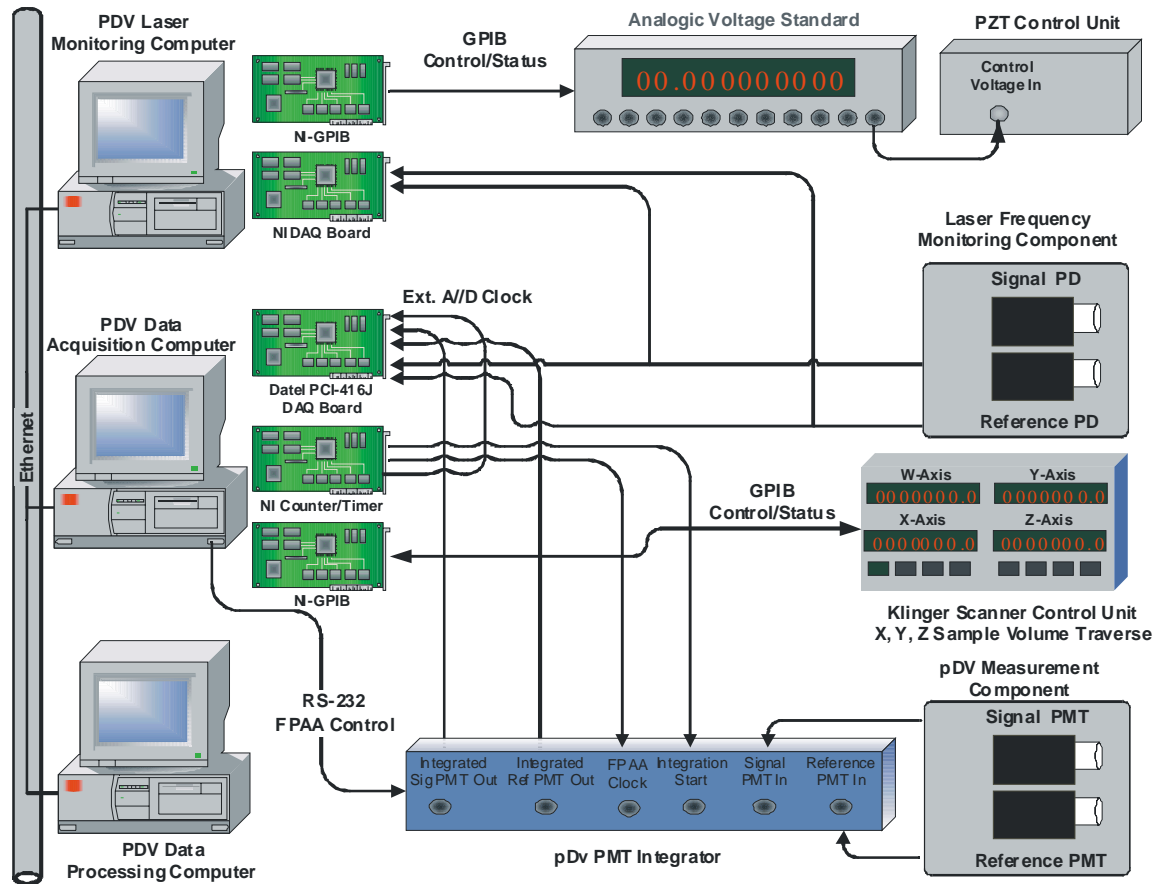 PDV Laser
Monitoring Computer
GPIB
Control/Status
Analogic Voltage Standard
00.000000000
PZT Control Unit
Control
Voltage In
NI-GPIB
NI DAQ Board
Laser Frequency
Monitoring Component
Signal PD
Reference PD
Ethernet
PDV Data
Acquisition Computer
Ext. A//D Clock
Datel PCI-416J
DAQ Board
NI Counter/Timer
NI-GPIB
GPIB
Control/Status
W-Axis
0000000.0
Y-Axis
0000000.0
X-Axis
0000000.0
Z-Axis
0000000.0
Klinger Scanner Control Unit
X, Y, Z Sample Volume Traverse
RS-232
FPAA Control
pDV Measurement
Component
Signal PMT
Reference PMT
Integrated
Sig PMT Out
Integrated
Ref PMT Out
FPAA
Clock
Integration
Start
Signal
PMT In
Reference
PMT In
pDv PMT Integrator
PDV Data
Processing Computer